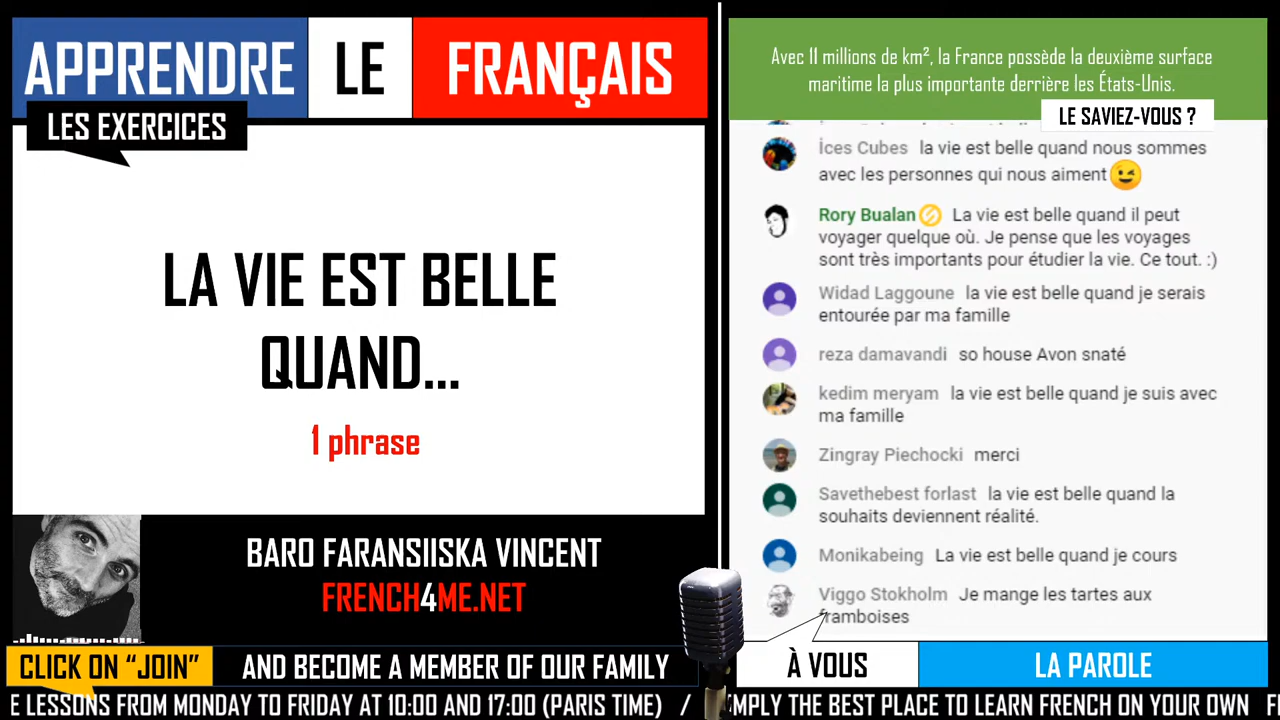 APPRENDRE LE FRANÇAIS
LES EXERCICES
LA VIE EST BELLE
QUAND...
1 phrase
BARO FARANSIISKA VINCENT
FRENCH4ME.NET
CLICK ON “JOIN” AND BECOME A MEMBER OF OUR FAMILY
Avec 11 millions de km², la France possède la deuxième surface
maritime la plus importante derrière les États-Unis.
LE SAVIEZ-VOUS ?
İces Cubes la vie est belle quand nous sommes
avec les personnes qui nous aiment😉
Rory Bualan La vie est belle quand il peut
voyager quelque où. Je pense que les voyages
sont très importants pour étudier la vie. Ce tout. :)
Widad Laggoune la vie est belle quand je serais
entourée par ma famille
reza damavandi so house Avon snaté
kedim meryam la vie est belle quand je suis avec
ma famille
Zingray Piechocki merci
Savethebest forlast la vie est belle quand la
souhaits deviennent réalité.
Monikabeing La vie est belle quand je cours
Viggo Stokholm Je mange les tartes aux
framboises
À VOUS LA PAROLE
E LESSONS FROM MONDAY TO FRIDAY AT 10:00 AND 17:00 (PARIS TIME) / MPLY THE BEST PLACE TO LEARN FRENCH ON YOUR OWN F